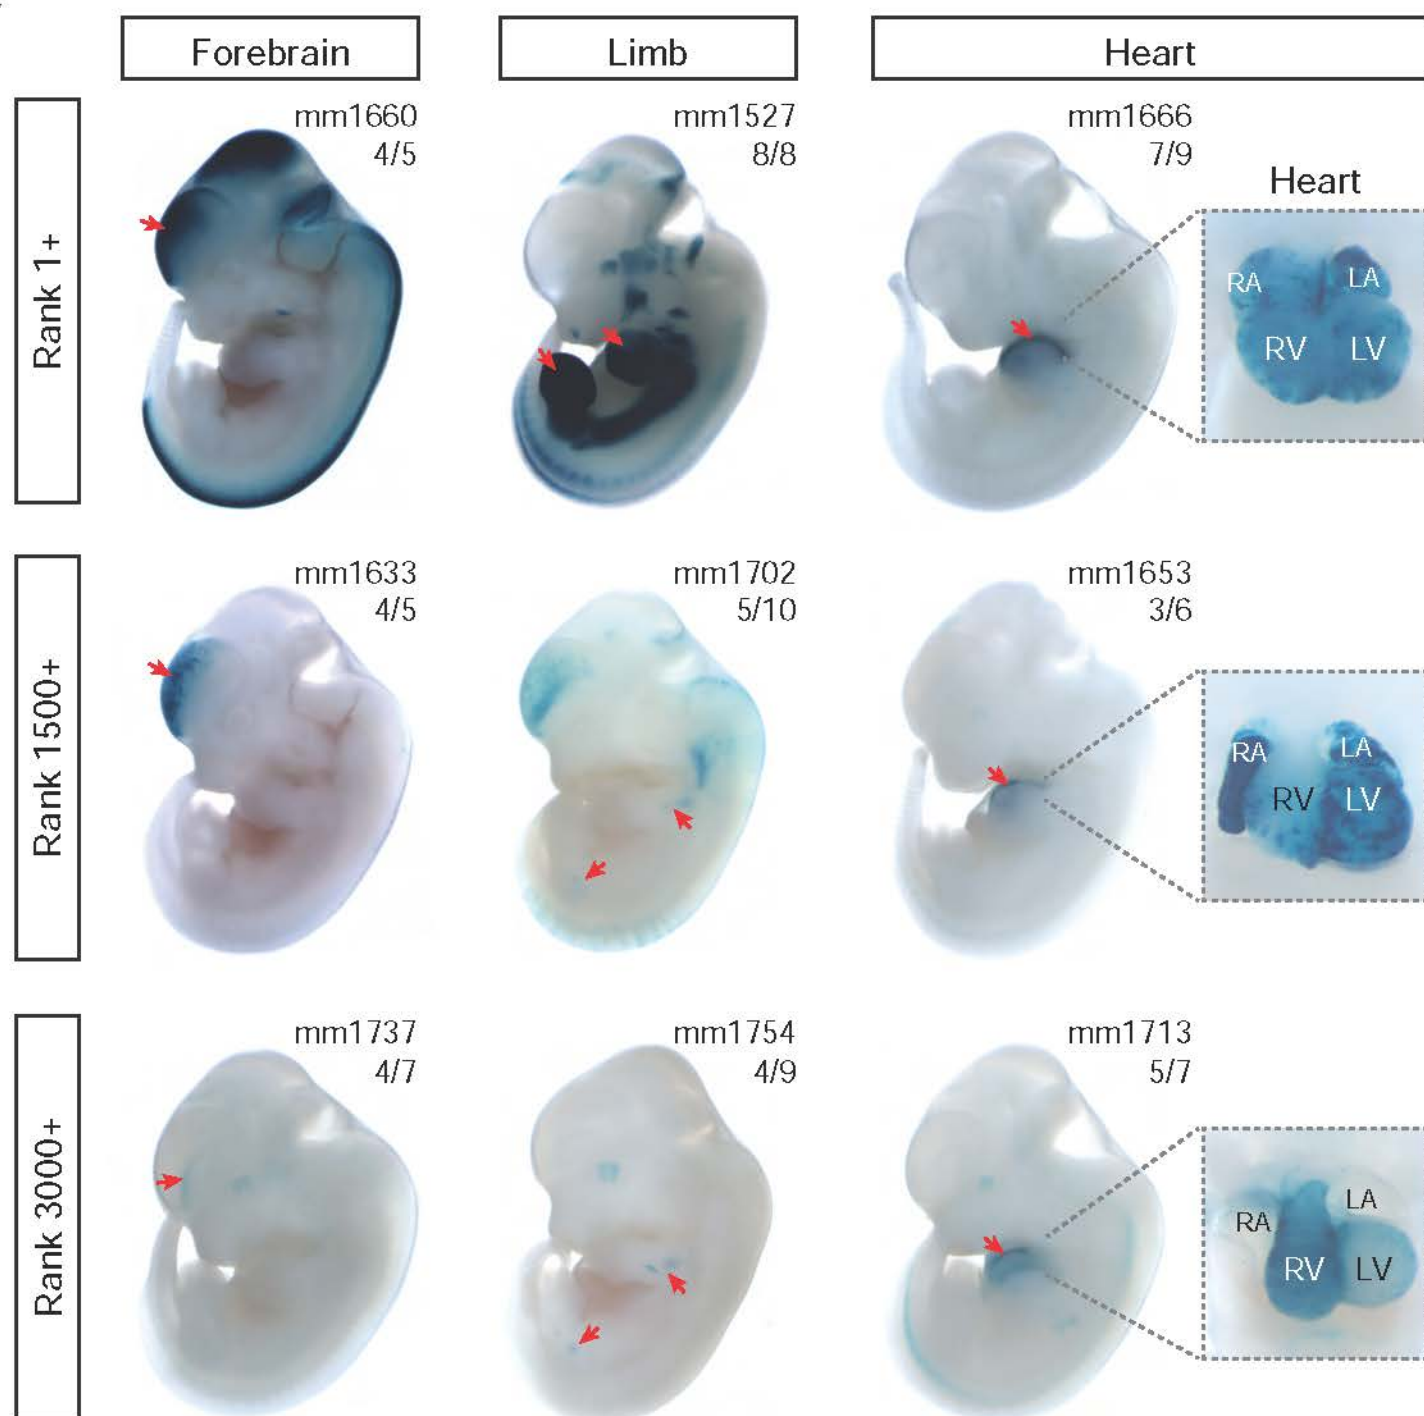 Forebrain
Limb
Heart
Rank 1+
mm1660
4/5
mm1527
8/8
mm1666
7/9
Heart
RA
LA
RV
LV
Rank 1500+
mm1633
4/5
mm1702
5/10
mm1653
3/6
RA
LA
RV
LV
Rank 3000+
mm1737
4/7
mm1754
4/9
mm1713
5/7
LA
RA
RV
LV